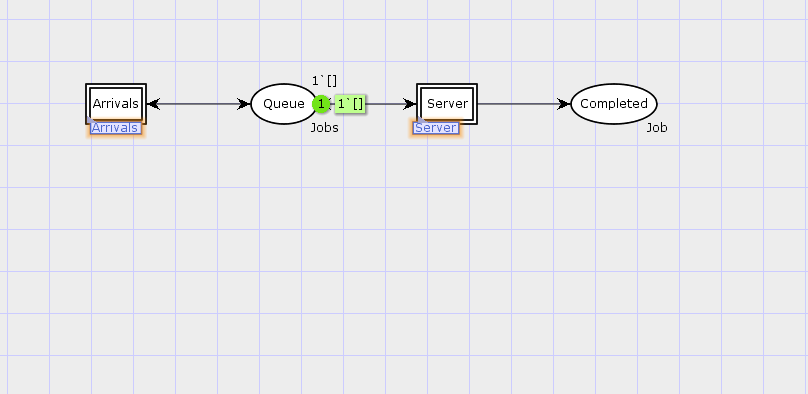 1`[]
Arrivals
Queue
1
1`[]
Server
Completed
Arrivals
Jobs
Server
Job